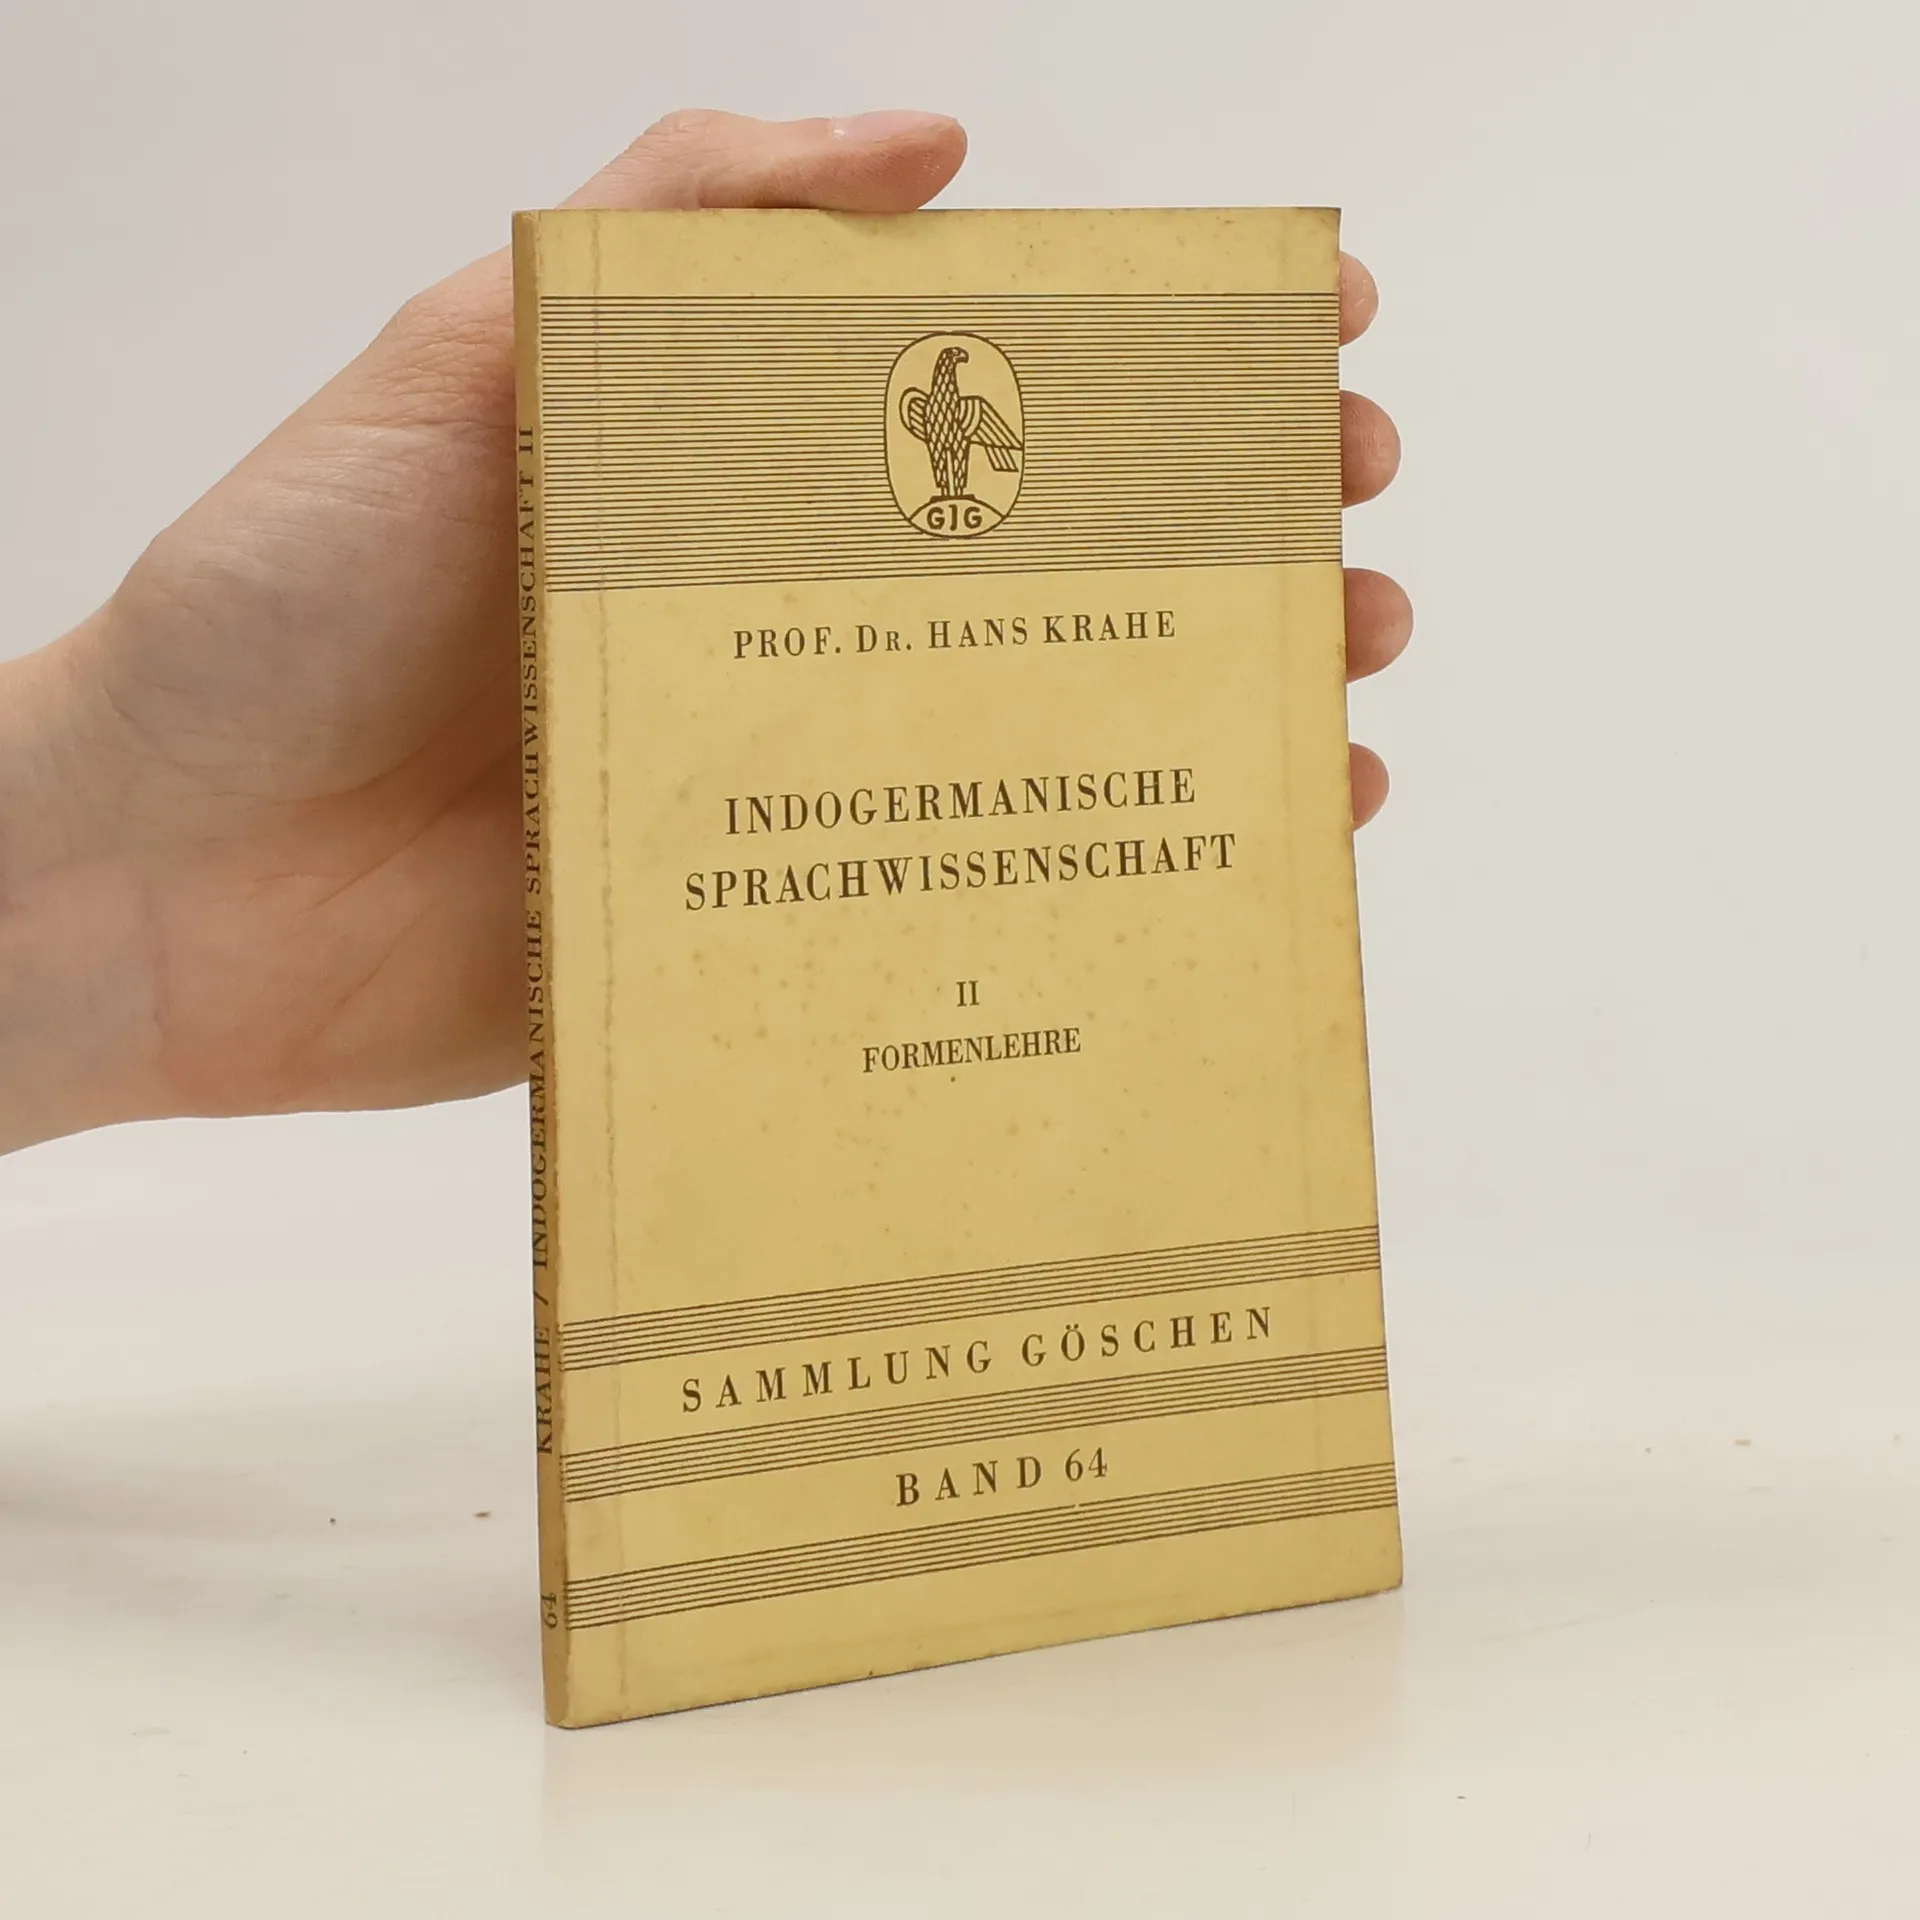 GJG
PROF. DR. HANS KRAHE
INDOGERMANISCHE
SPRACHWISSENSCHAFT
II
FORMENLEHRE
SAMMLUNG GÖSCHEN
BAND 64
64 KRAHE / INDOGERMANISCHE SPRACHWISSENSCHAFT II